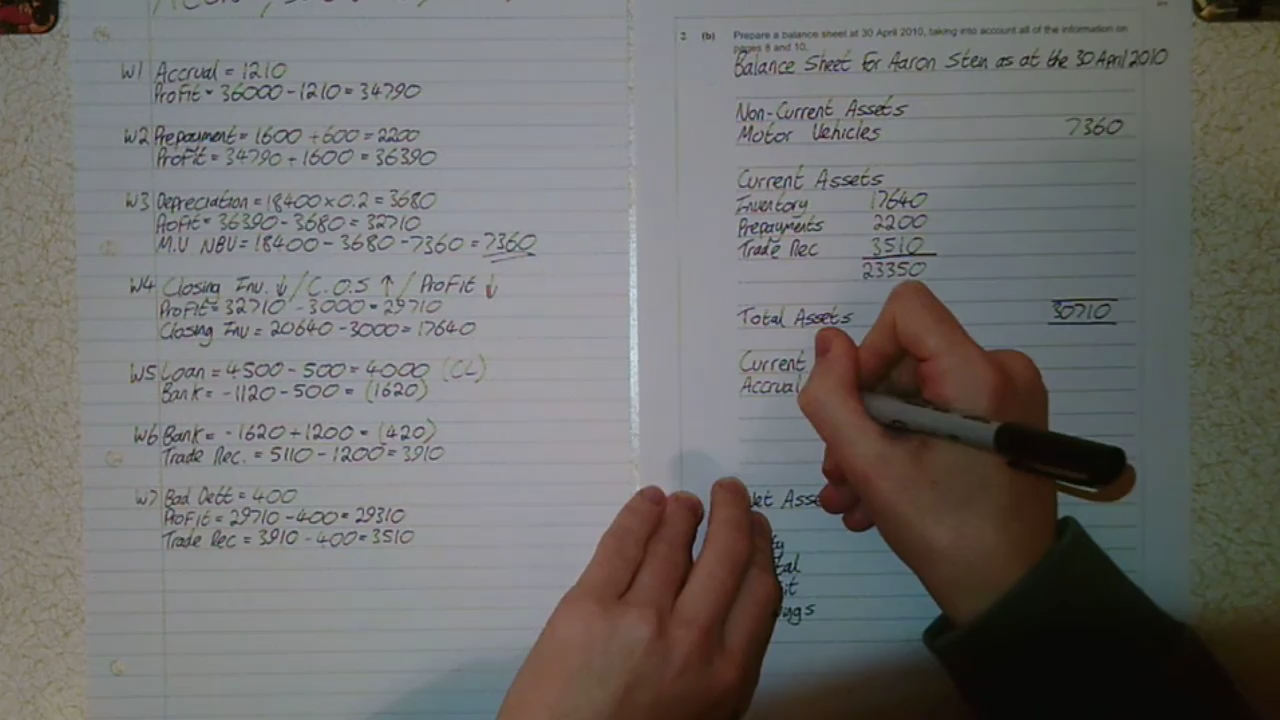 W1 Accrual = 1210
Profit = 36000 - 1210 = 34790
W2 Prepayment = 1600 + 600 = 2200
Profit = 34790 + 1600 = 36390
W3 Depreciation = 18400 x 0.2 = 3680
Profit = 36390 - 3680 = 32710
M.V NBV = 18400 - 3680 - 7360 = 7360
W4 Closing Inv. ↓ / C.O.S ↑ / Profit ↓
Profit = 32710 - 3000 = 29710
Closing Inv = 20640 - 3000 = 17640
W5 Loan = 4500 - 500 = 4000 (CL)
Bank = -1120 - 500 = (1620)
W6 Bank = -1620 + 1200 = (420)
Trade Rec. = 5110 - 1200 = 3910
W7 Bad Dett = 400
Profit = 29710 - 400 = 29310
Trade Rec = 3910 - 400 = 3510
2 (b) Prepare a balance sheet at 30 April 2010, taking into account all of the information on
pages 8 and 10.
Balance Sheet for Aaron Sten as at the 30 April 2010
Non-Current Assets
Motor Vehicles 7360
Current Assets
Inventory 17640
Prepayments 2200
Trade Rec 3510
23350
Total Assets 30710
Current
Accrual